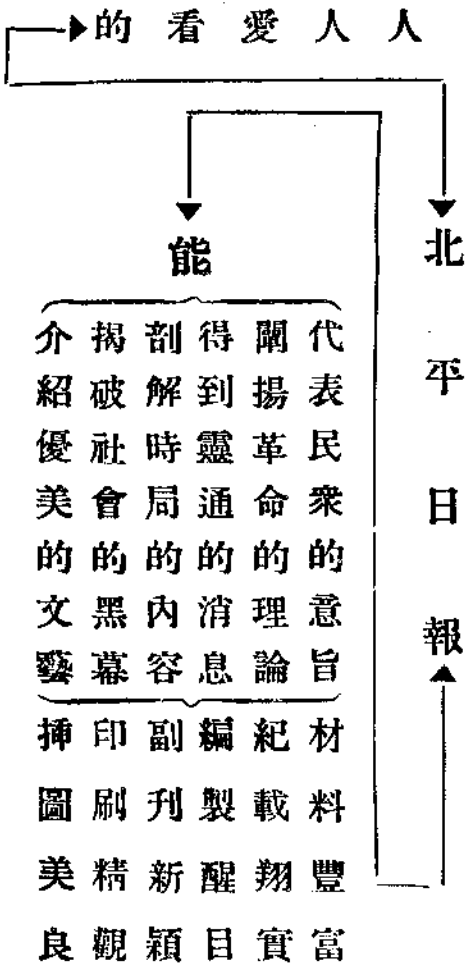 人人愛看的
北平日報
能
代表民衆的意旨
闡揚革命的理論
得到靈通的消息
剖解時局的內容
揭破社會的黑幕
介紹優美的文藝
材料豐富
紀載翔實
編製醒目
副刊新穎
印刷精觀
揷圖美良